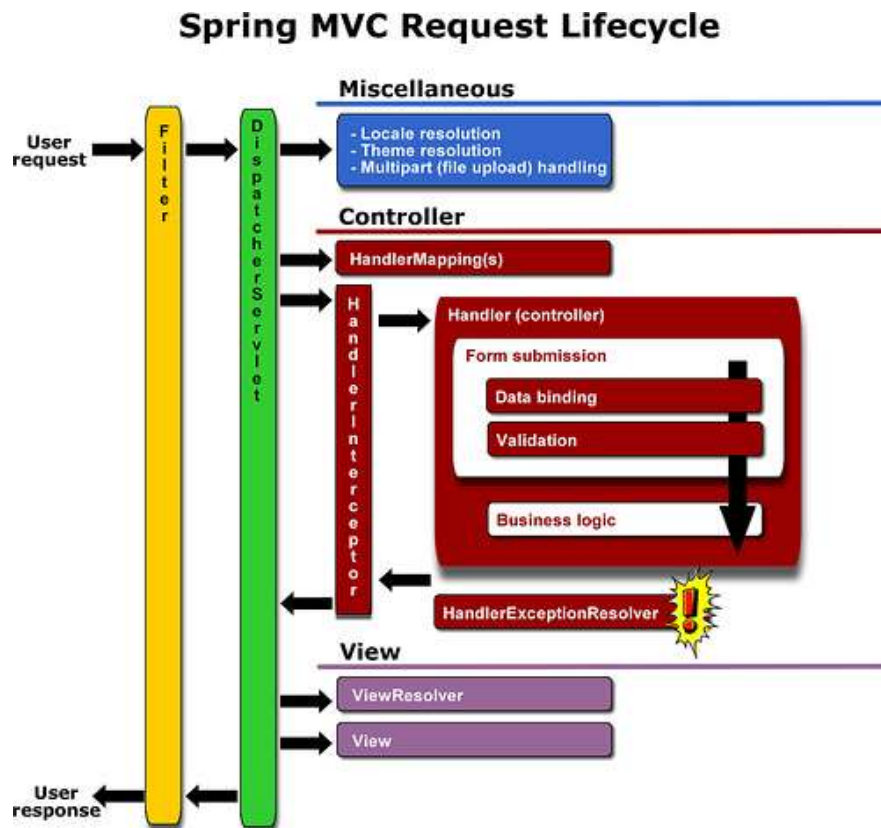 Spring MVC Request Lifecycle
Miscellaneous
User
request
Filter
DispatcherServlet
- Locale resolution
- Theme resolution
- Multipart (file upload) handling
Controller
HandlerMapping(s)
HandlerInterceptor
Handler (controller)
Form submission
Data binding
Validation
Business logic
HandlerExceptionResolver
!
View
ViewResolver
View
User
response